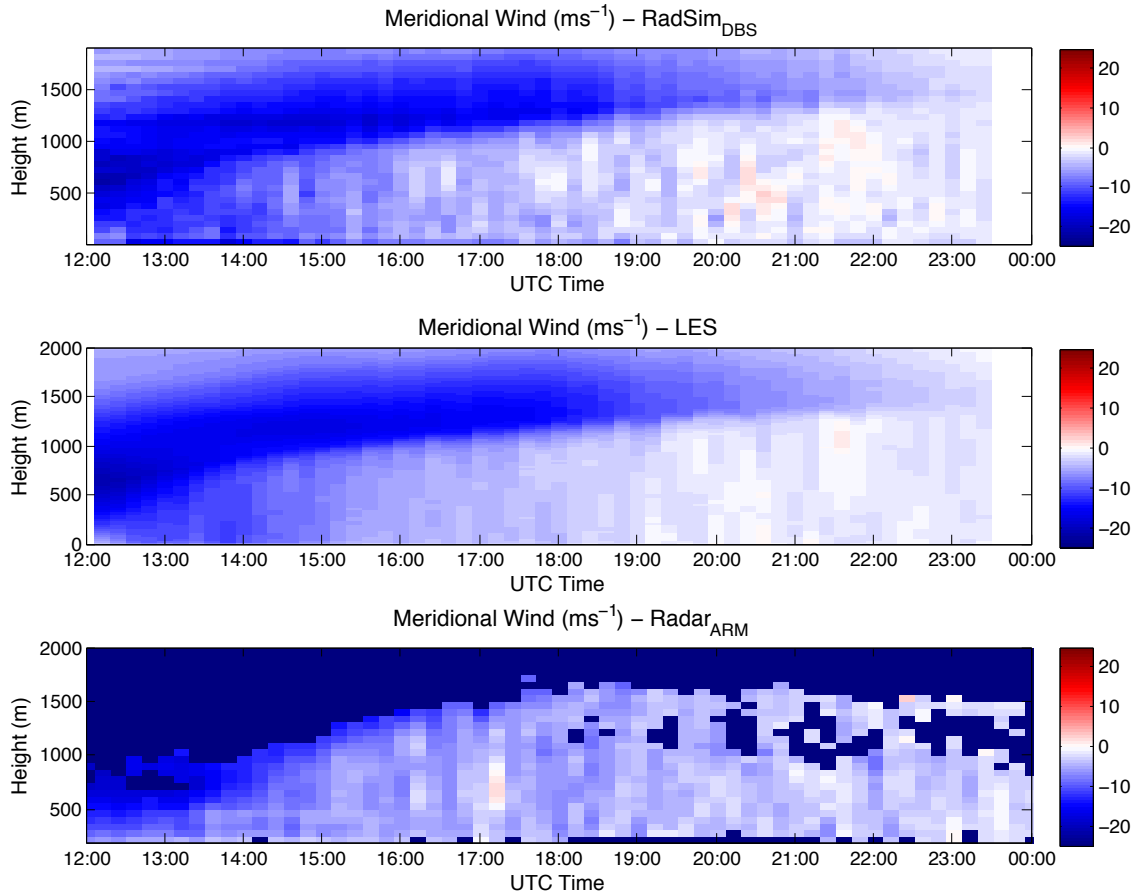 Meridional Wind (ms⁻¹) − RadSim_DBS
Height (m)
1500
1000
500
12:00 13:00 14:00 15:00 16:00 17:00 18:00 19:00 20:00 21:00 22:00 23:00 00:00
UTC Time
20
10
0
−10
−20
Meridional Wind (ms⁻¹) − LES
Height (m)
2000
1500
1000
500
0
12:00 13:00 14:00 15:00 16:00 17:00 18:00 19:00 20:00 21:00 22:00 23:00 00:00
UTC Time
20
10
0
−10
−20
Meridional Wind (ms⁻¹) − Radar_ARM
Height (m)
2000
1500
1000
500
12:00 13:00 14:00 15:00 16:00 17:00 18:00 19:00 20:00 21:00 22:00 23:00 00:00
UTC Time
20
10
0
−10
−20